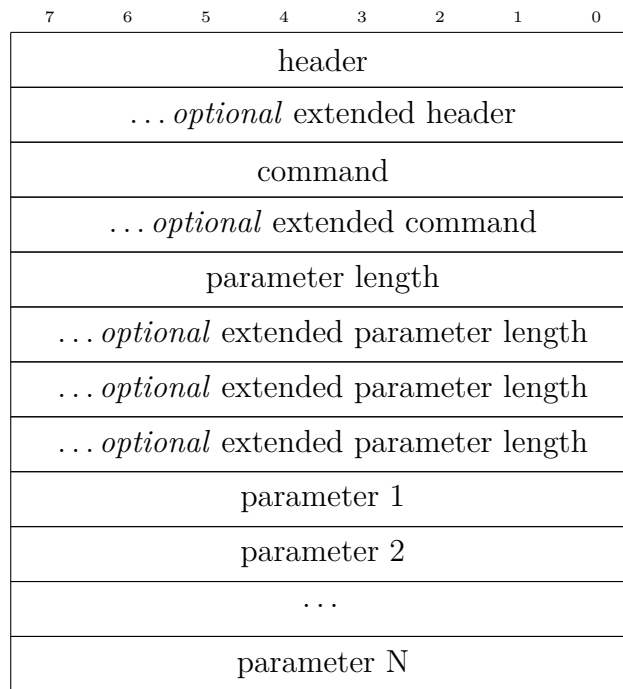 7 6 5 4 3 2 1 0
header
... optional extended header
command
... optional extended command
parameter length
... optional extended parameter length
... optional extended parameter length
... optional extended parameter length
parameter 1
parameter 2
...
parameter N